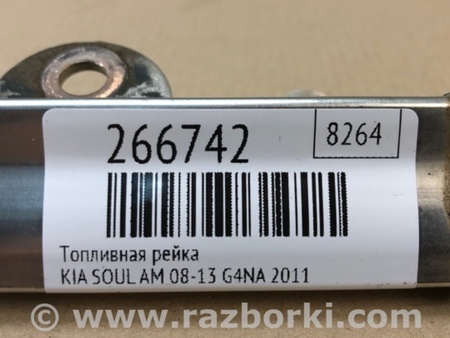 266742
8264
Топливная рейка
KIA SOUL AM 08-13 G4NA 2011
www.razborki.com